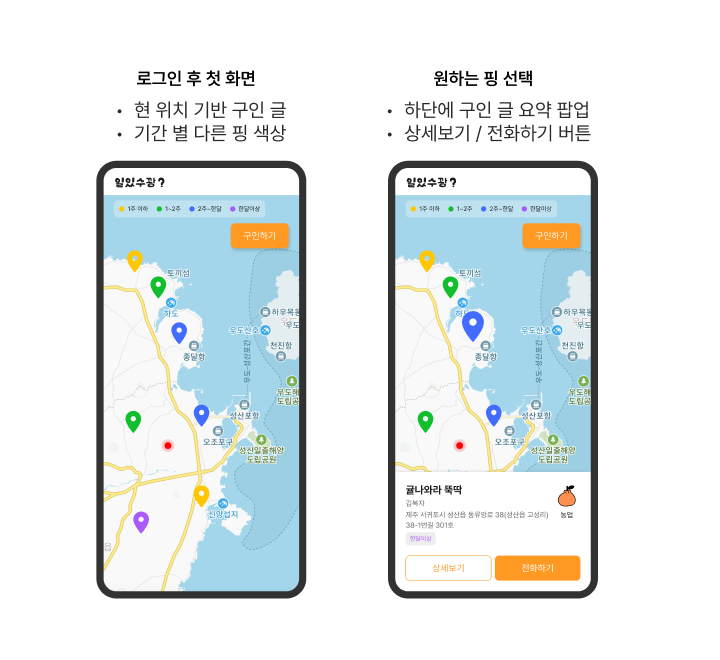 로그인 후 첫 화면
• 현 위치 기반 구인 글
• 기간 별 다른 핀 색상
일있수광?
1주 이하 1~2주 2주~한달 한달이상
구인하기
토끼섬
하도
하우목동
우도산호
우도
천진항
종달항
우도-성산포간
우도해
도립공
성산포항
오조포구
성산일출해양
도립공원
신양섭지
원하는 핑 선택
• 하단에 구인 글 요약 팝업
• 상세보기 / 전화하기 버튼
일있수광?
1주 이하 1~2주 2주~한달 한달이상
구인하기
토끼섬
하우목동
우도산호
우도
천진항
종달항
우도-성산포간
우도해
도립공
성산포항
오조포구
성산일출해양
도립공원
귤나와라 뚝딱
김복자
제주 서귀포시 성산읍 동류암로 38(성산읍 고성리)
38-1번길 301호
농업
한달이상
상세보기 전화하기